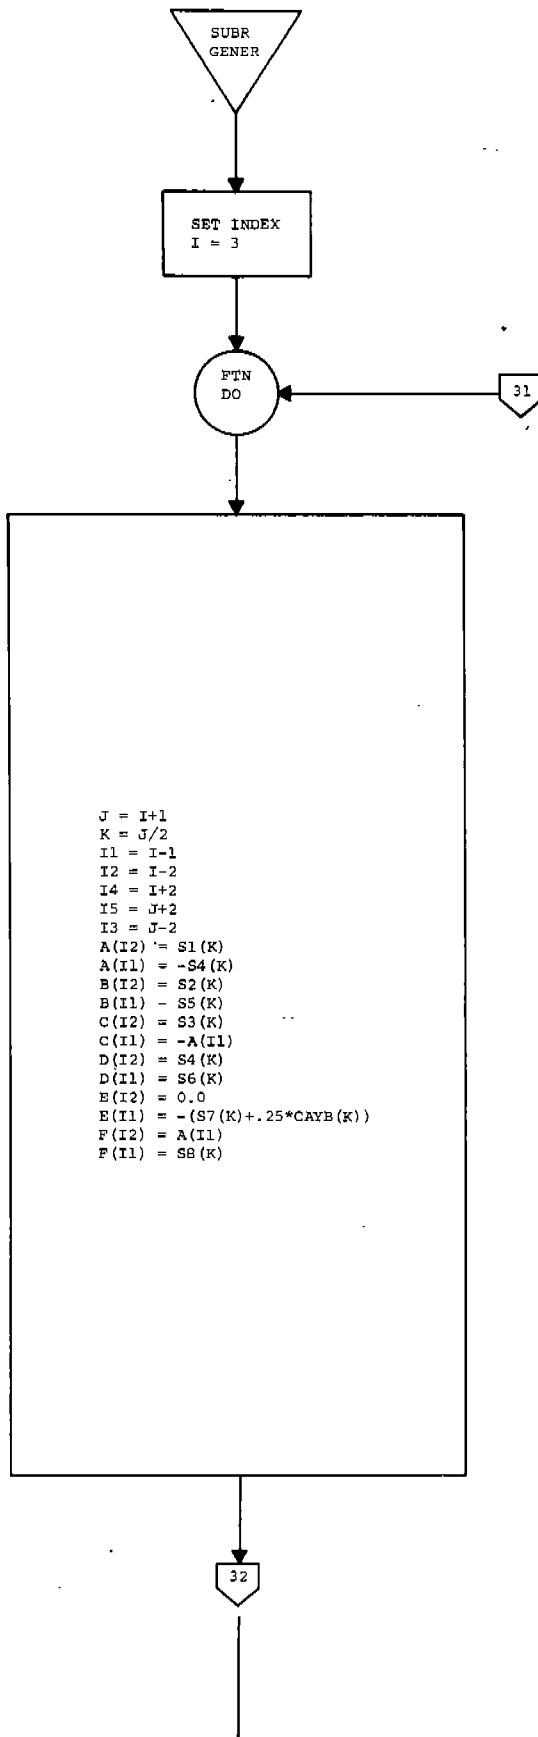 SUBR
GENER
SET INDEX
I = 3
FTN
DO
31
J = I+1
K = J/2
I1 = I-1
I2 = I-2
I4 = I+2
I5 = J+2
I3 = J-2
A(I2) = S1(K)
A(I1) = -S4(K)
B(I2) = S2(K)
B(I1) - S5(K)
C(I2) = S3(K)
C(I1) = -A(I1)
D(I2) = S4(K)
D(I1) = S6(K)
E(I2) = 0.0
E(I1) = -(S7(K)+.25*CAYB(K))
F(I2) = A(I1)
F(I1) = S8(K)
32